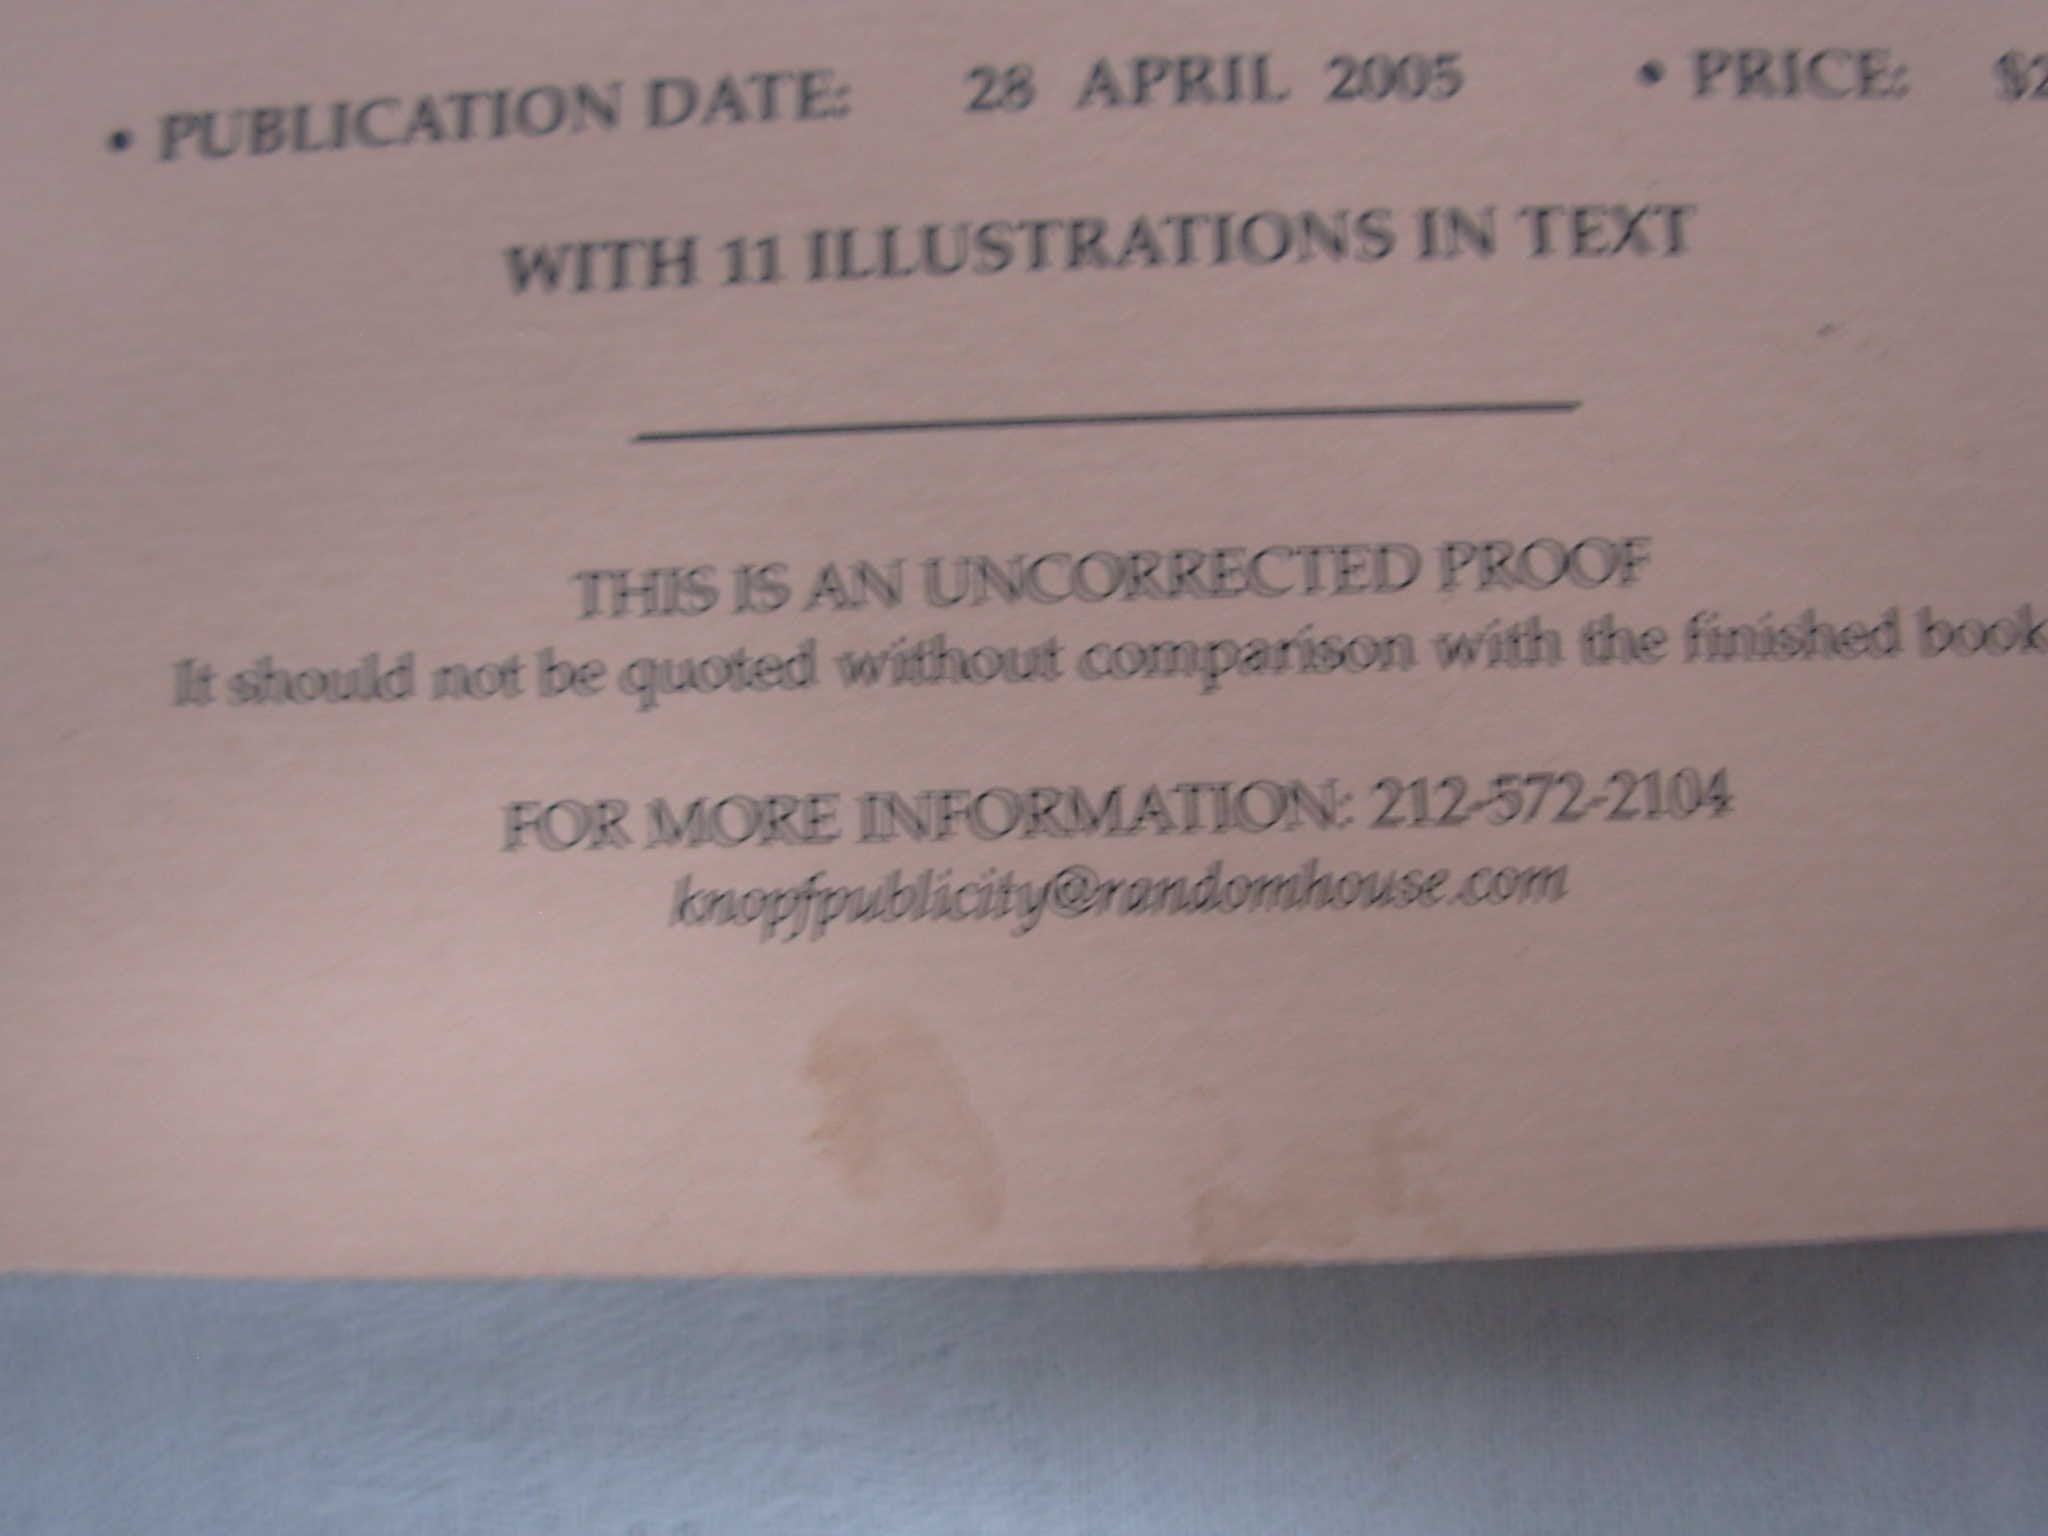 • PUBLICATION DATE: 28 APRIL 2005 • PRICE: $2
WITH 11 ILLUSTRATIONS IN TEXT
THIS IS AN UNCORRECTED PROOF
It should not be quoted without comparison with the finished book
FOR MORE INFORMATION: 212-572-2104
knopfpublicity@randomhouse.com